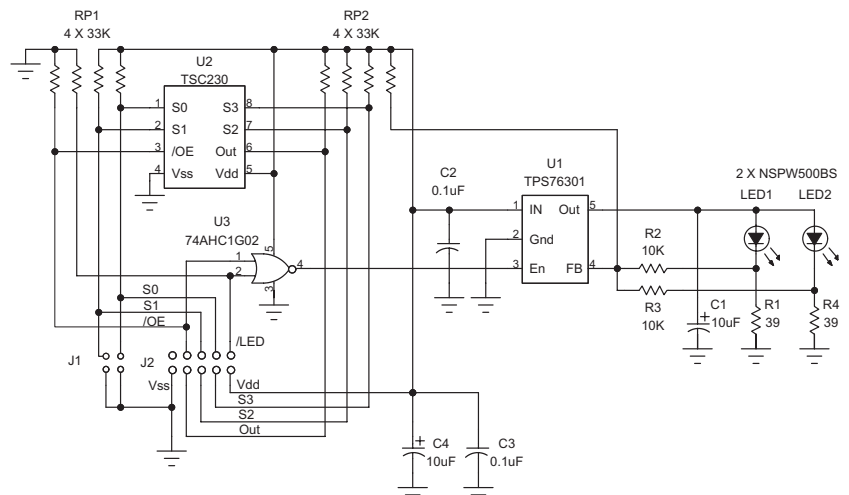 RP1
4 X 33K
RP2
4 X 33K
U2
TSC230
1 S0 S3 8
2 S1 S2 7
3 /OE Out 6
4 Vss Vdd 5
U3
74AHC1G02
1
2
5
4
3
C2
0.1uF
U1
TPS76301
1 IN Out 5
2 Gnd
3 En FB 4
2 X NSPW500BS
LED1 LED2
R2
10K
R3
10K
C1
+
10uF
R1
39
R4
39
S0
S1
/OE
/LED
J1
J2
Vss
Vdd
S3
S2
Out
+
C4
10uF
C3
0.1uF